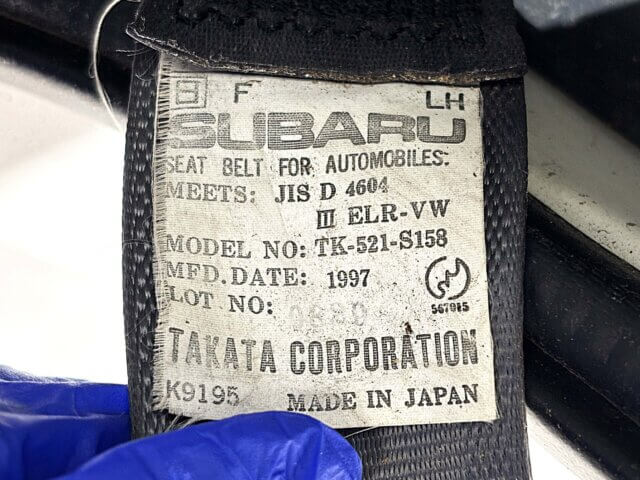 B F LH
SUBARU
SEAT BELT FOR AUTOMOBILES.
MEETS: JIS D 4604
III ELR-VW
MODEL NO: TK-521-S158
MFD. DATE: 1997
LOT NO:
567915
TAKATA CORPORATION
K9195 MADE IN JAPAN